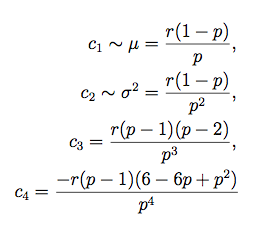 c₁ ∼ μ = r(1 − p)/p,
c₂ ∼ σ² = r(1 − p)/p²,
c₃ = r(p − 1)(p − 2)/p³,
c₄ = −r(p − 1)(6 − 6p + p²)/p⁴